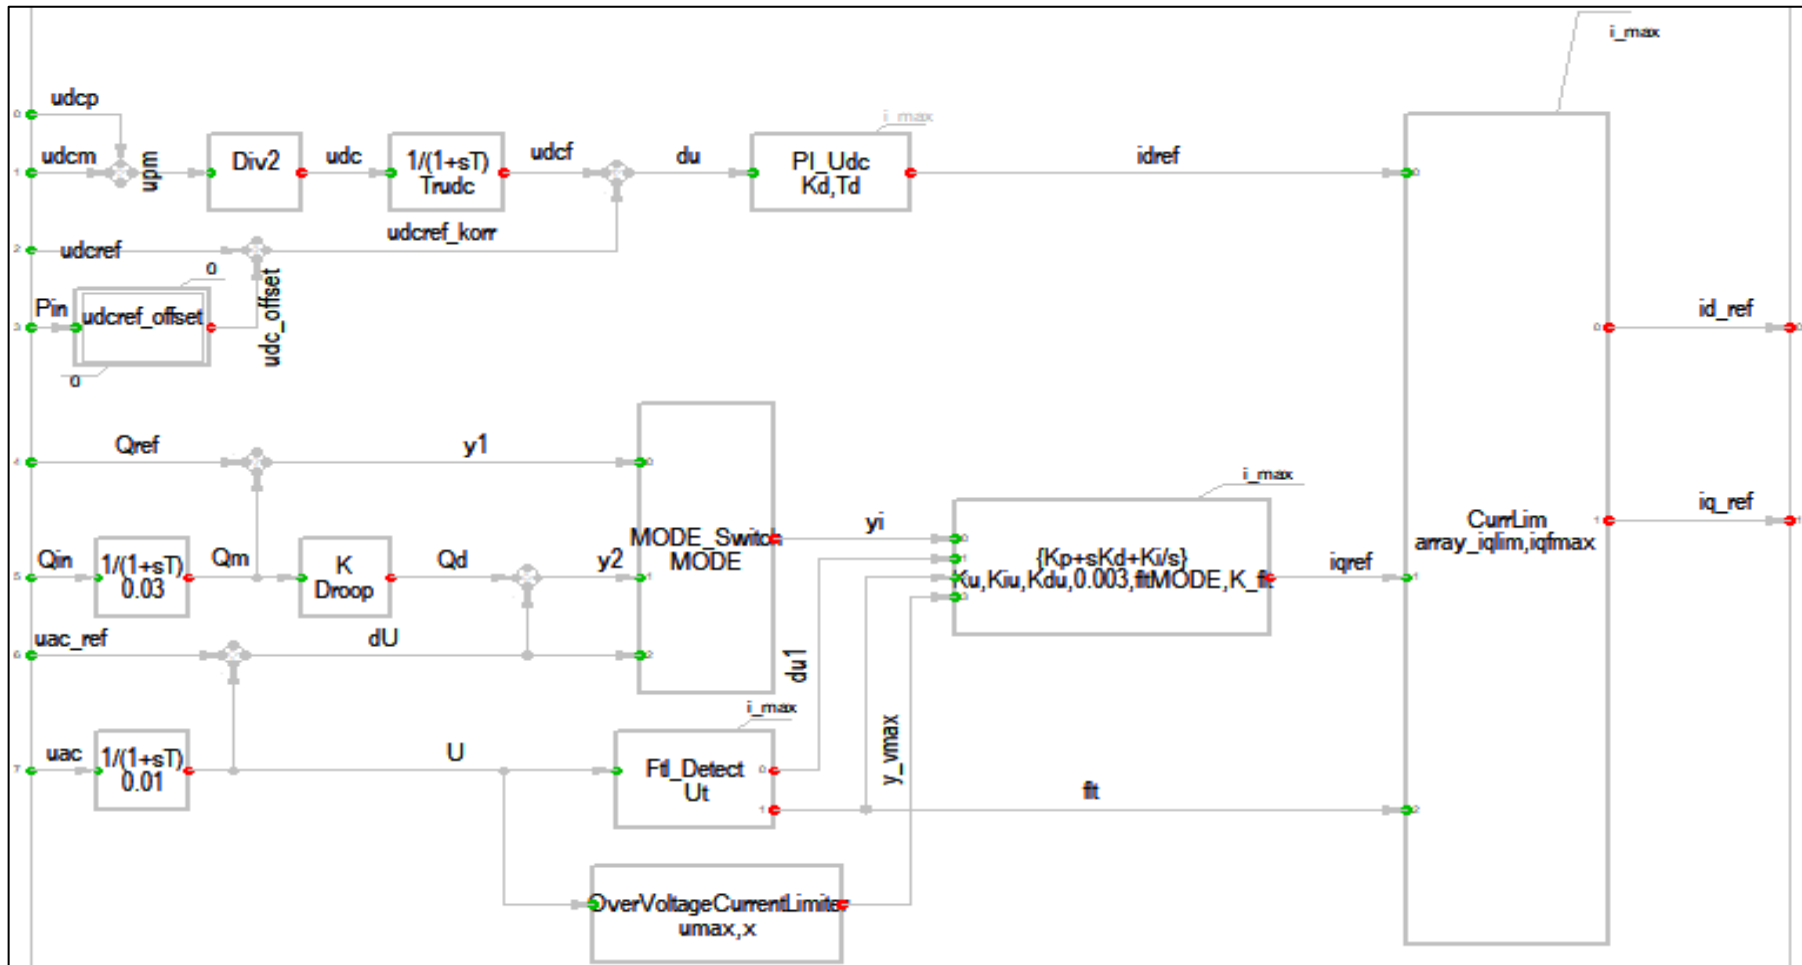 i_max
udcp
i_max
udcm
upm
Div2
udc
1/(1+sT)
Trudc
udcf
du
PI_Udc
Kd,Td
idref
udcref
udcref_korr
0
udc_offset
Pin
udcref_offset
0
id_ref
Qref
y1
i_max
yi
iq_ref
MODE_Switch
MODE
CurrLim
array_iqlim,iqfmax
Qin
1/(1+sT)
0.03
Qm
K
Droop
Qd
y2
{Kp+sKd+Ki/s}
Ku,Kiu,Kdu,0.003,fltMODE,K_flt
iqref
uac_ref
dU
du1
i_max
y_vmax
uac
1/(1+sT)
0.01
U
Ftl_Detect
Ut
flt
OverVoltageCurrentLimiter
umax,x